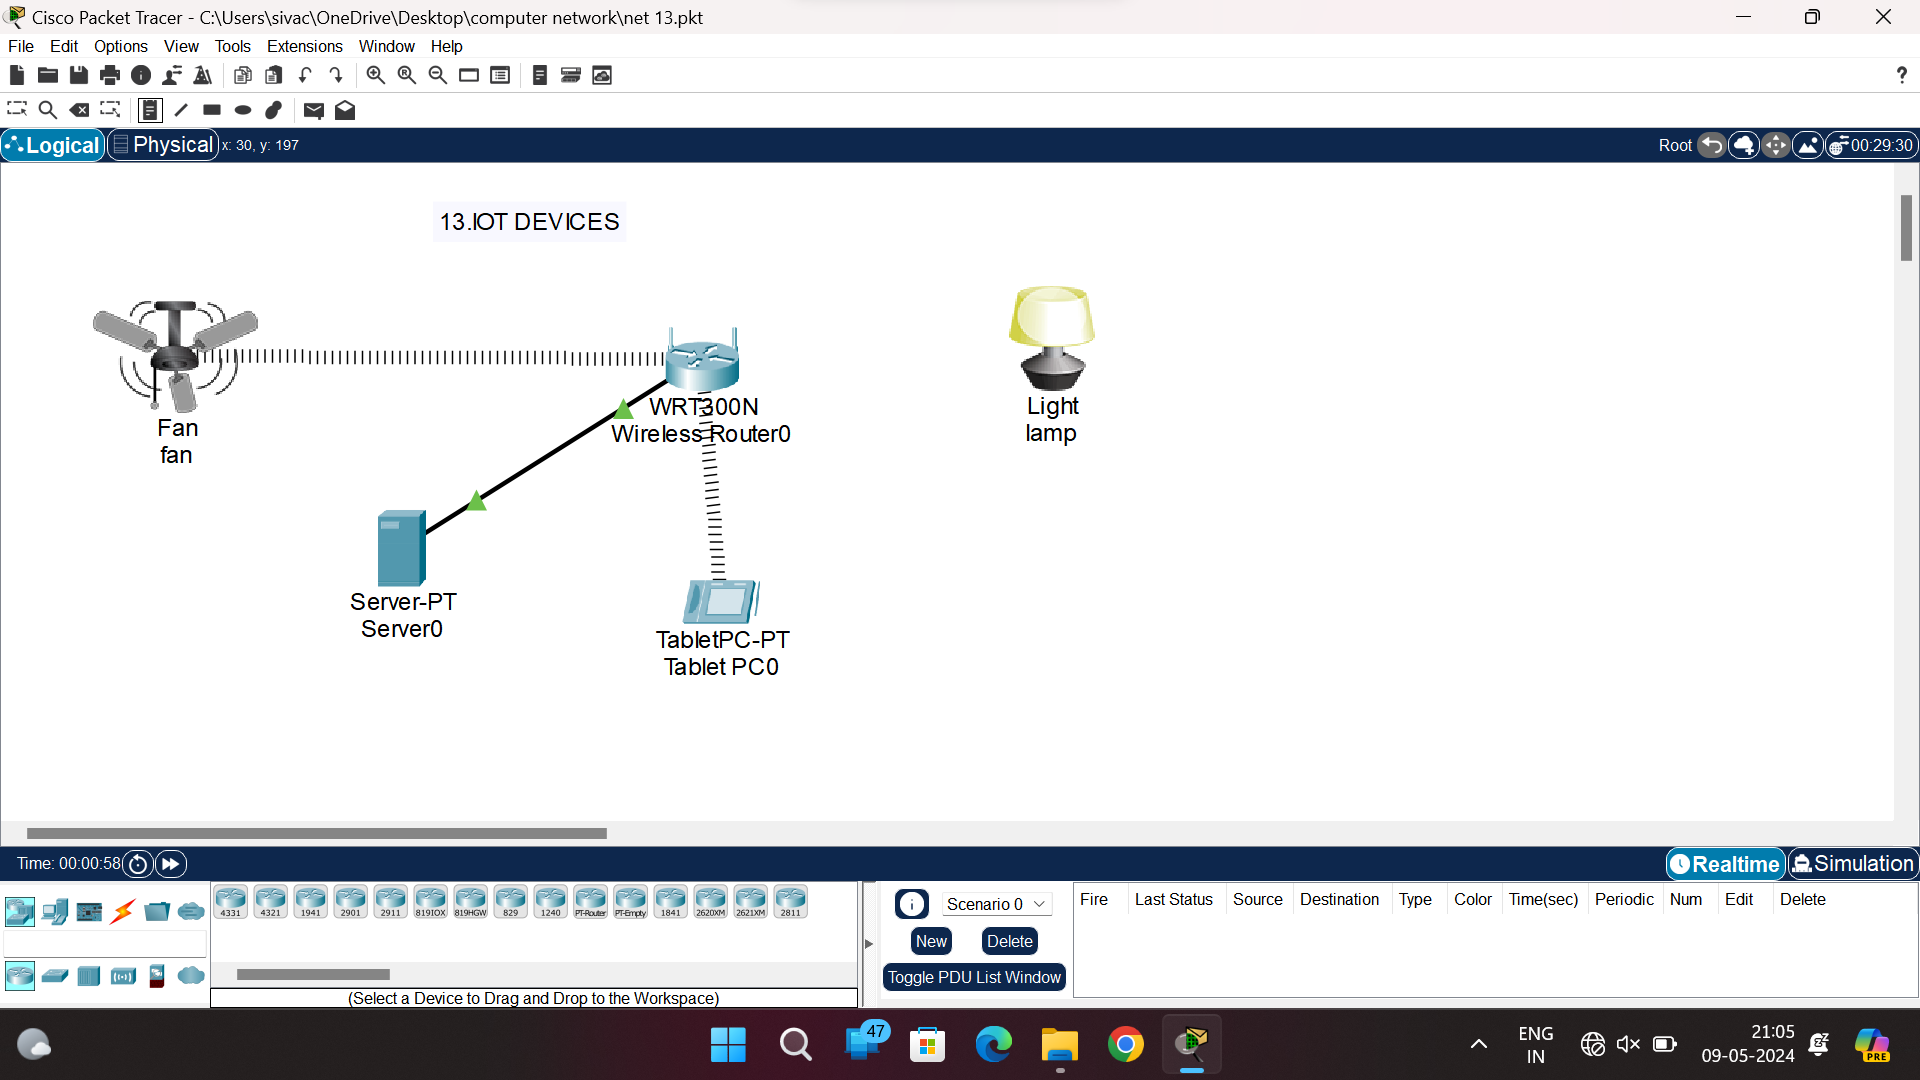 Cisco Packet Tracer - C:\Users\sivac\OneDrive\Desktop\computer network\net 13.pkt
File Edit Options View Tools Extensions Window Help
?
Logical Physical x: 30, y: 197 Root 00:29:30
13.IOT DEVICES
Fan
fan
WRT300N
Wireless Router0
Light
lamp
Server-PT
Server0
TabletPC-PT
Tablet PC0
Time: 00:00:58 Realtime Simulation
4331 4321 1941 2901 2911 819IOX 819HGW 829 1240 PT-Router PT-Empty 1841 2620XM 2621XM 2811
(Select a Device to Drag and Drop to the Workspace)
Scenario 0
New Delete
Toggle PDU List Window
Fire Last Status Source Destination Type Color Time(sec) Periodic Num Edit Delete
47
ENG
IN
21:05
09-05-2024
PRE